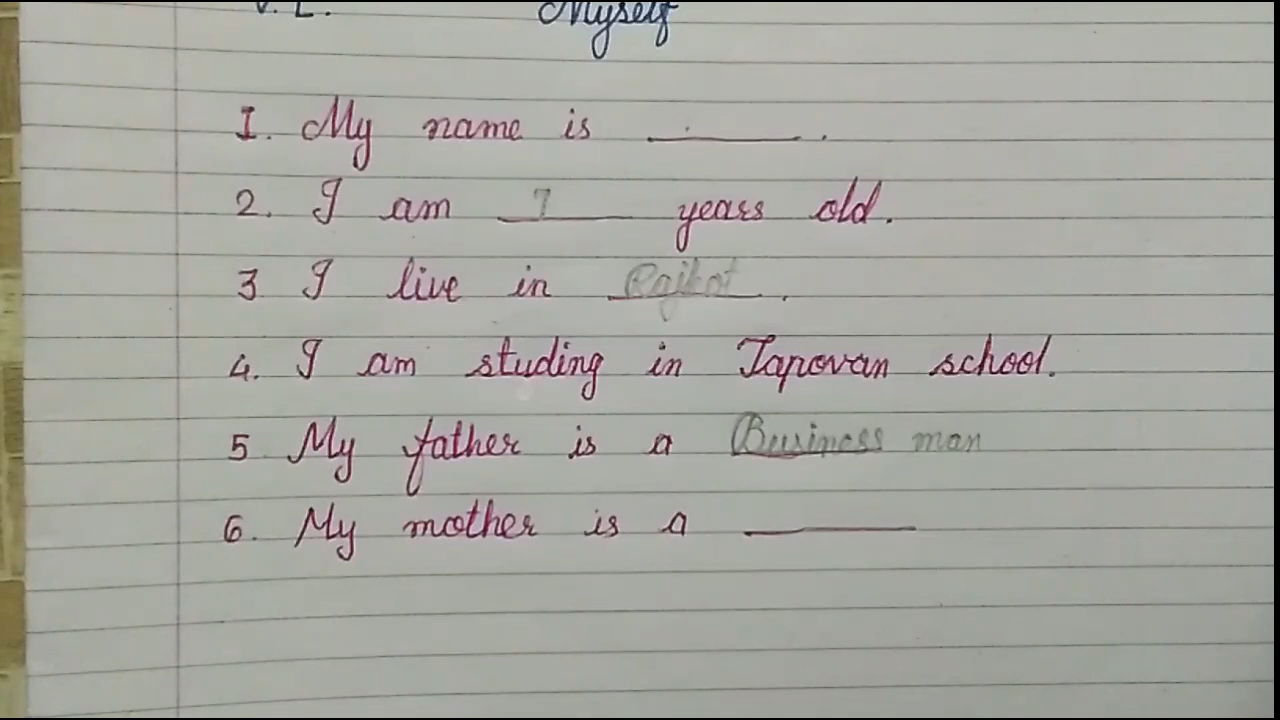 V. L. Myself
1. My name is ______.
2. I am 7 years old.
3 I live in Rajkot.
4. I am studing in Tapovan school.
5 My father is a Business man
6. My mother is a ______